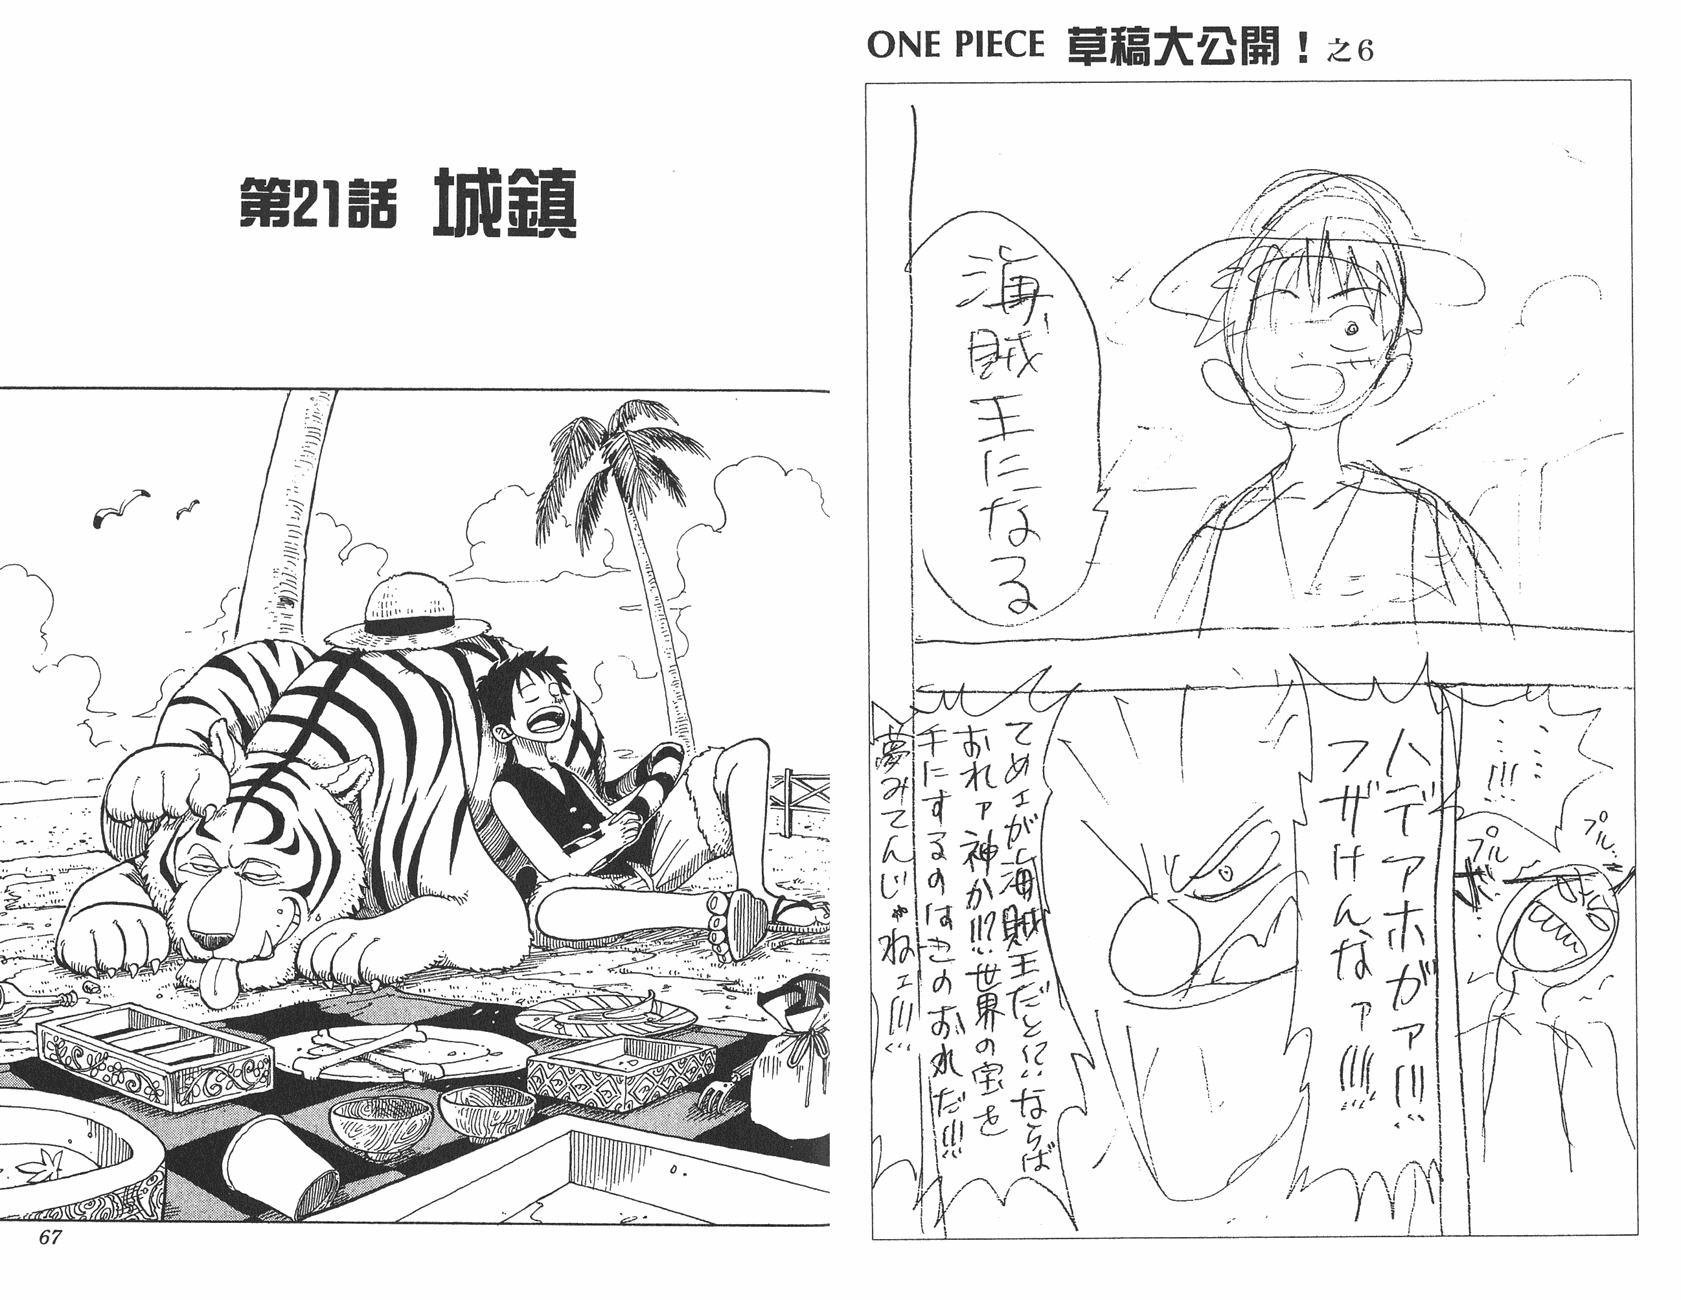 ONE PIECE 草稿大公開！之6
海賊
王に
なる
ハデアホがァ!!!
フザけんなァ!!!!
てめェが海賊王だと!?ならば
おれァ神か!!?世界の宝を
手にするのはこのおれだ!!!
夢みてんじゃねェ!!!
プル…
プル
第21話 城鎮
67